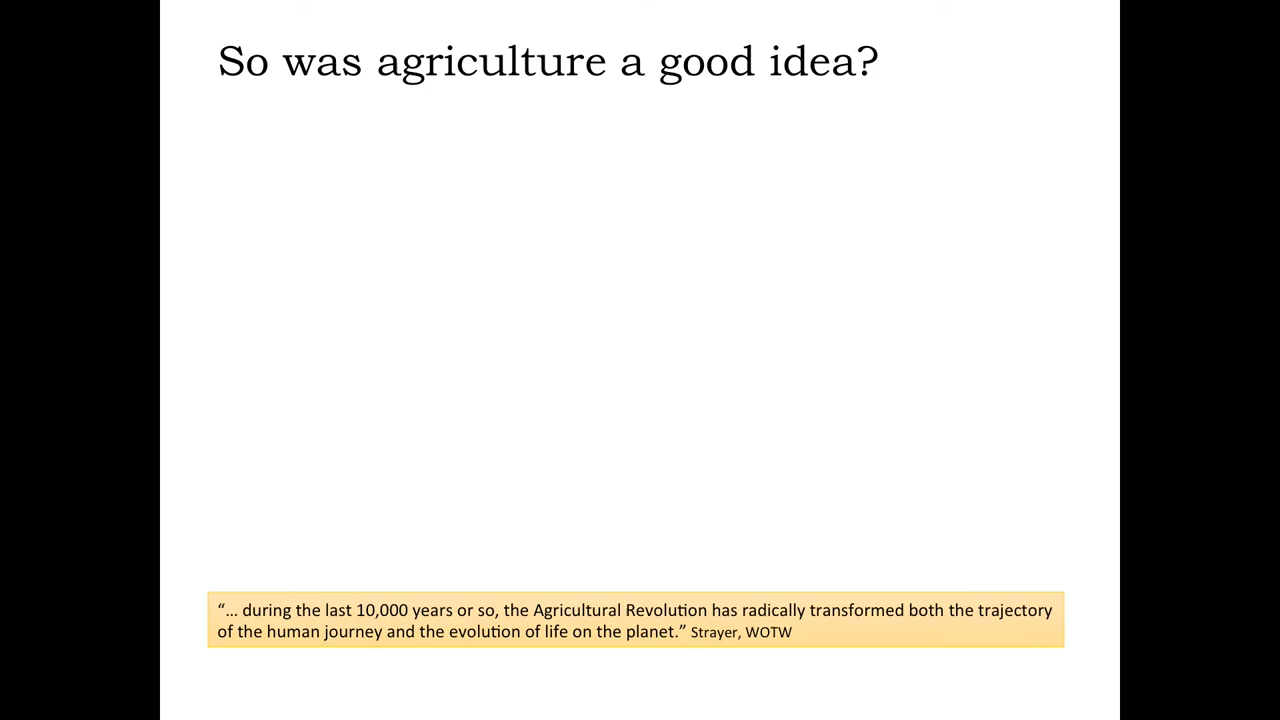 So was agriculture a good idea?
“... during the last 10,000 years or so, the Agricultural Revolution has radically transformed both the trajectory
of the human journey and the evolution of life on the planet.” Strayer, WOTW